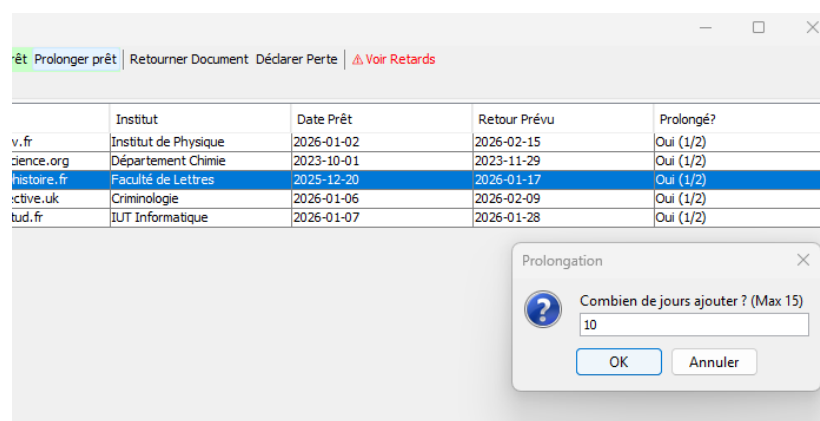 rêt Prolonger prêt Retourner Document Déclarer Perte ⚠ Voir Retards
Institut Date Prêt Retour Prévu Prolongé?
v.fr Institut de Physique 2026-01-02 2026-02-15 Oui (1/2)
cience.org Département Chimie 2023-10-01 2023-11-29 Oui (1/2)
histoire.fr Faculté de Lettres 2025-12-20 2026-01-17 Oui (1/2)
ective.uk Criminologie 2026-01-06 2026-02-09 Oui (1/2)
tud.fr IUT Informatique 2026-01-07 2026-01-28 Oui (1/2)
Prolongation
Combien de jours ajouter ? (Max 15)
10
OK Annuler